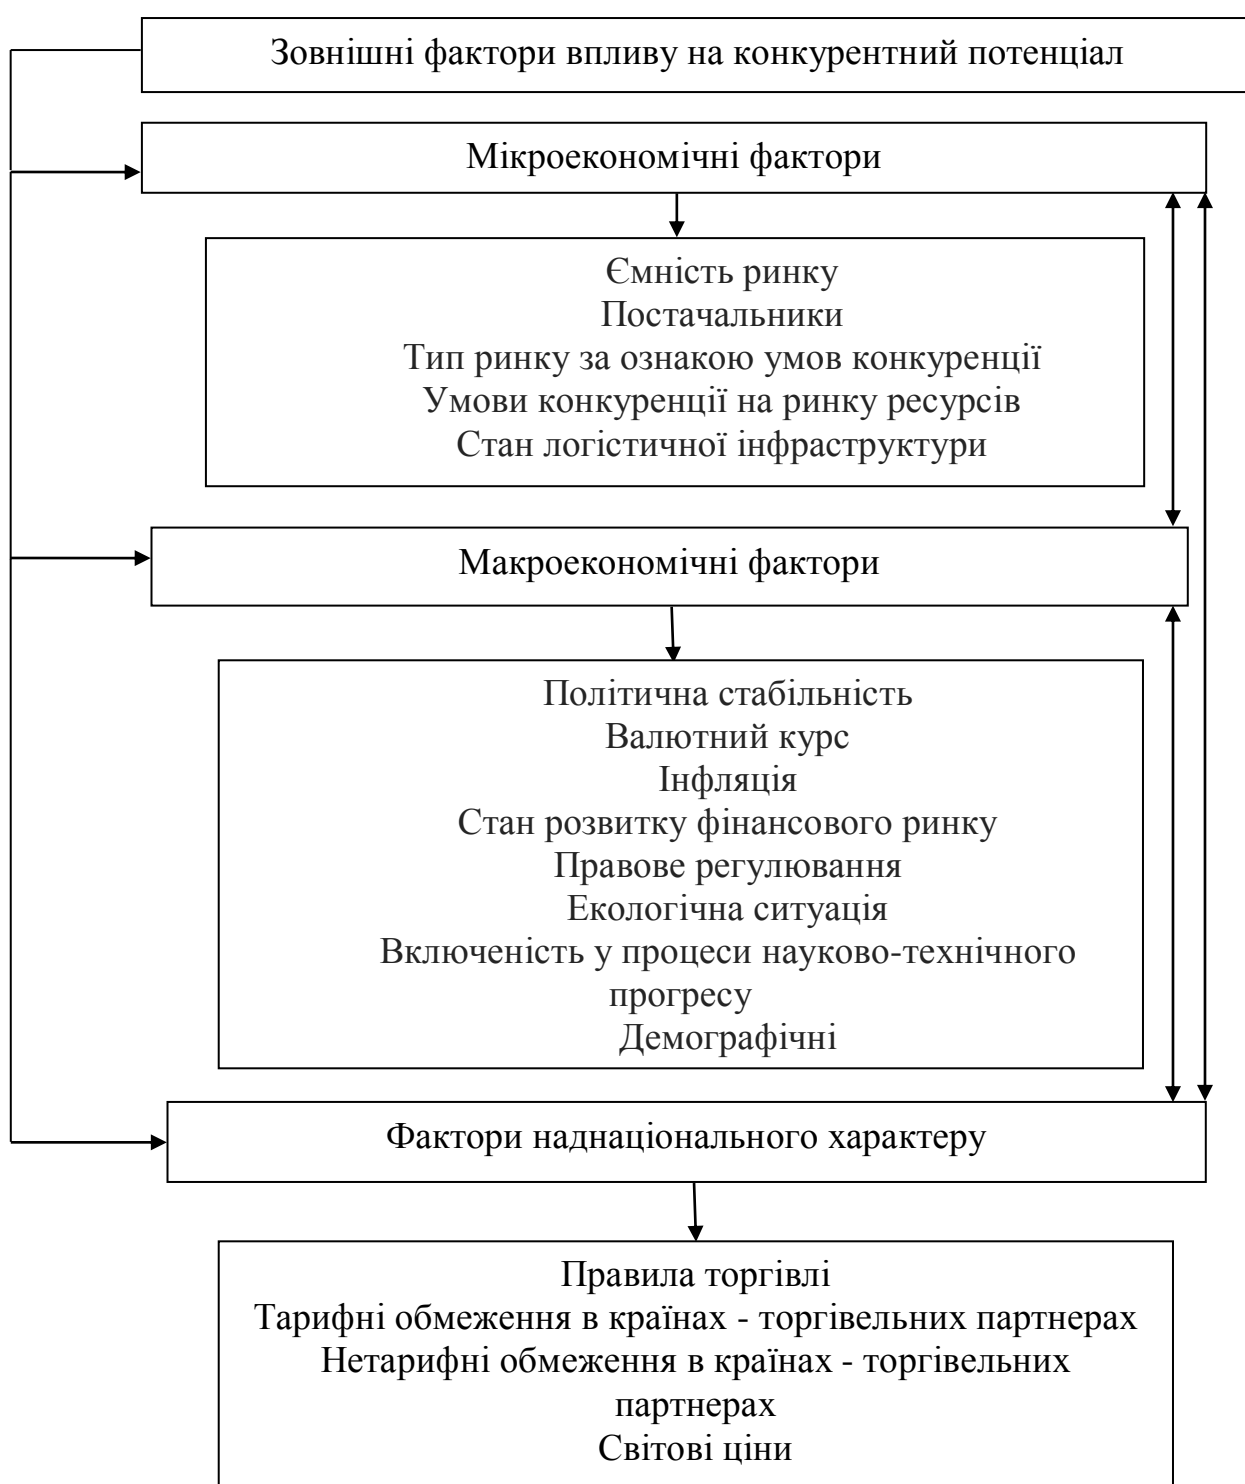 Зовнішні фактори впливу на конкурентний потенціал
Мікроекономічні фактори
Ємність ринку
Постачальники
Тип ринку за ознакою умов конкуренції
Умови конкуренції на ринку ресурсів
Стан логістичної інфраструктури
Макроекономічні фактори
Політична стабільність
Валютний курс
Інфляція
Стан розвитку фінансового ринку
Правове регулювання
Екологічна ситуація
Включеність у процеси науково-технічного
прогресу
Демографічні
Фактори наднаціонального характеру
Правила торгівлі
Тарифні обмеження в країнах - торгівельних партнерах
Нетарифні обмеження в країнах - торгівельних
партнерах
Світові ціни